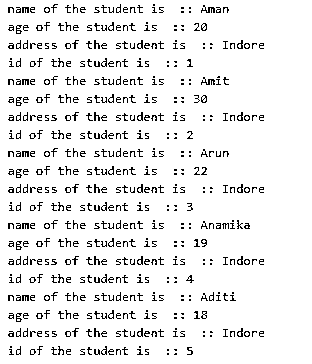 name of the student is  :: Aman
age of the student is  :: 20
address of the student is  :: Indore
id of the student is  :: 1
name of the student is  :: Amit
age of the student is  :: 30
address of the student is  :: Indore
id of the student is  :: 2
name of the student is  :: Arun
age of the student is  :: 22
address of the student is  :: Indore
id of the student is  :: 3
name of the student is  :: Anamika
age of the student is  :: 19
address of the student is  :: Indore
id of the student is  :: 4
name of the student is  :: Aditi
age of the student is  :: 18
address of the student is  :: Indore
id of the student is  :: 5